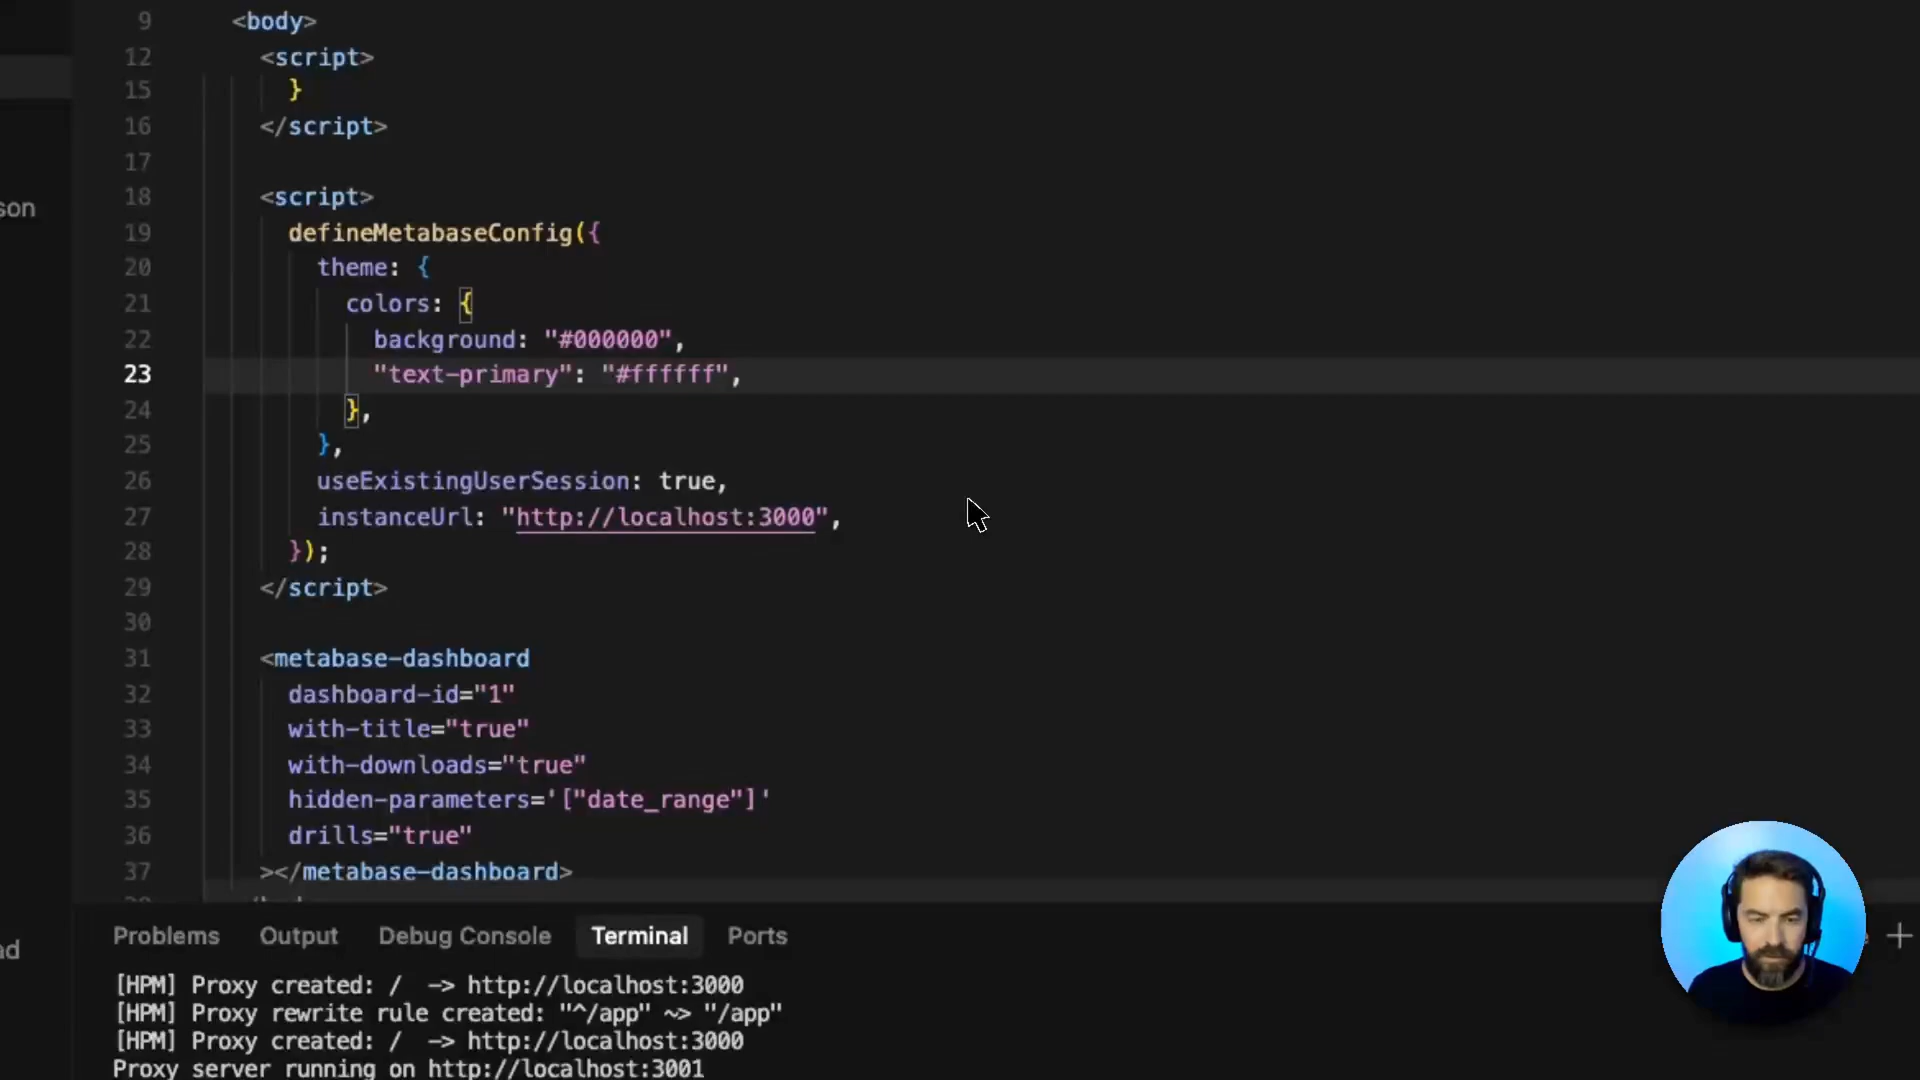 9 <body>
12 <script>
15 }
16 </script>
17
18 <script>
19 defineMetabaseConfig({
20 theme: {
21 colors: {
22 background: "#000000",
23 "text-primary": "#ffffff",
24 },
25 },
26 useExistingUserSession: true,
27 instanceUrl: "http://localhost:3000",
28 });
29 </script>
30
31 <metabase-dashboard
32 dashboard-id="1"
33 with-title="true"
34 with-downloads="true"
35 hidden-parameters='["date_range"]'
36 drills="true"
37 ></metabase-dashboard>
son
ad
Problems Output Debug Console Terminal Ports
[HPM] Proxy created: / -> http://localhost:3000
[HPM] Proxy rewrite rule created: "^/app" ~> "/app"
[HPM] Proxy created: / -> http://localhost:3000
Proxy server running on http://localhost:3001